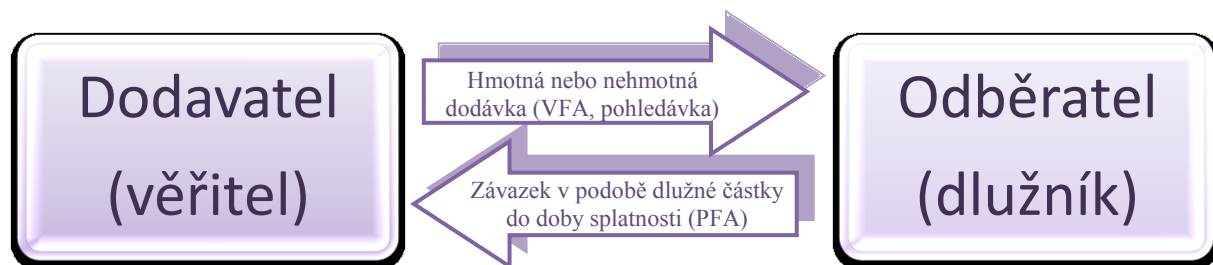 Dodavatel
(věřitel)
Hmotná nebo nehmotná
dodávka (VFA, pohledávka)
Závazek v podobě dlužné částky
do doby splatnosti (PFA)
Odběratel
(dlužník)